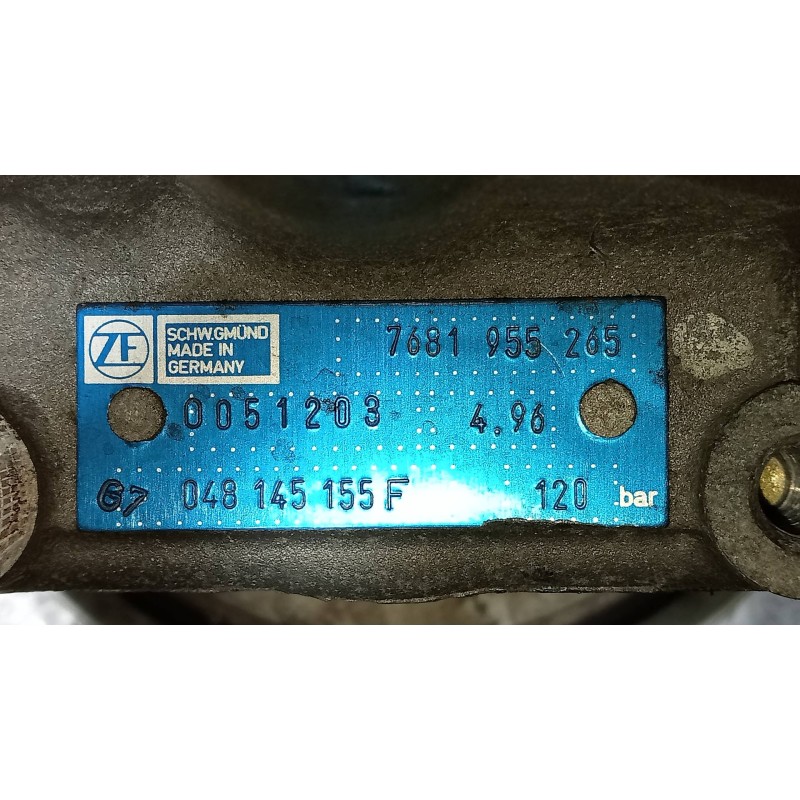 ZF
SCHW.GMÜND
MADE IN
GERMANY
7681 955 265
0051203 4.96
G7 048 145 155 F 120 bar